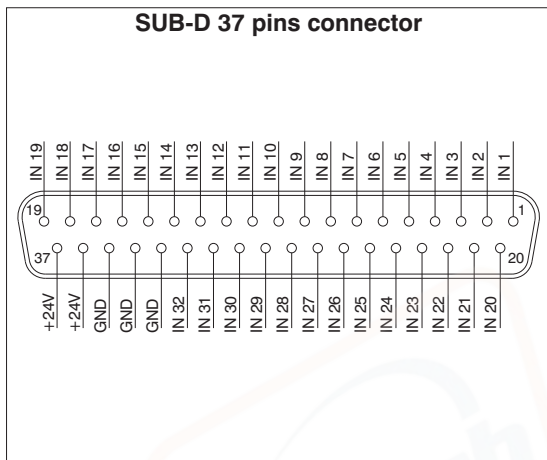 SUB-D 37 pins connector
IN 19
IN 18
IN 17
IN 16
IN 15
IN 14
IN 13
IN 12
IN 11
IN 10
IN 9
IN 8
IN 7
IN 6
IN 5
IN 4
IN 3
IN 2
IN 1
19
1
37
20
+24V
+24V
GND
GND
GND
IN 32
IN 31
IN 30
IN 29
IN 28
IN 27
IN 26
IN 25
IN 24
IN 23
IN 22
IN 21
IN 20